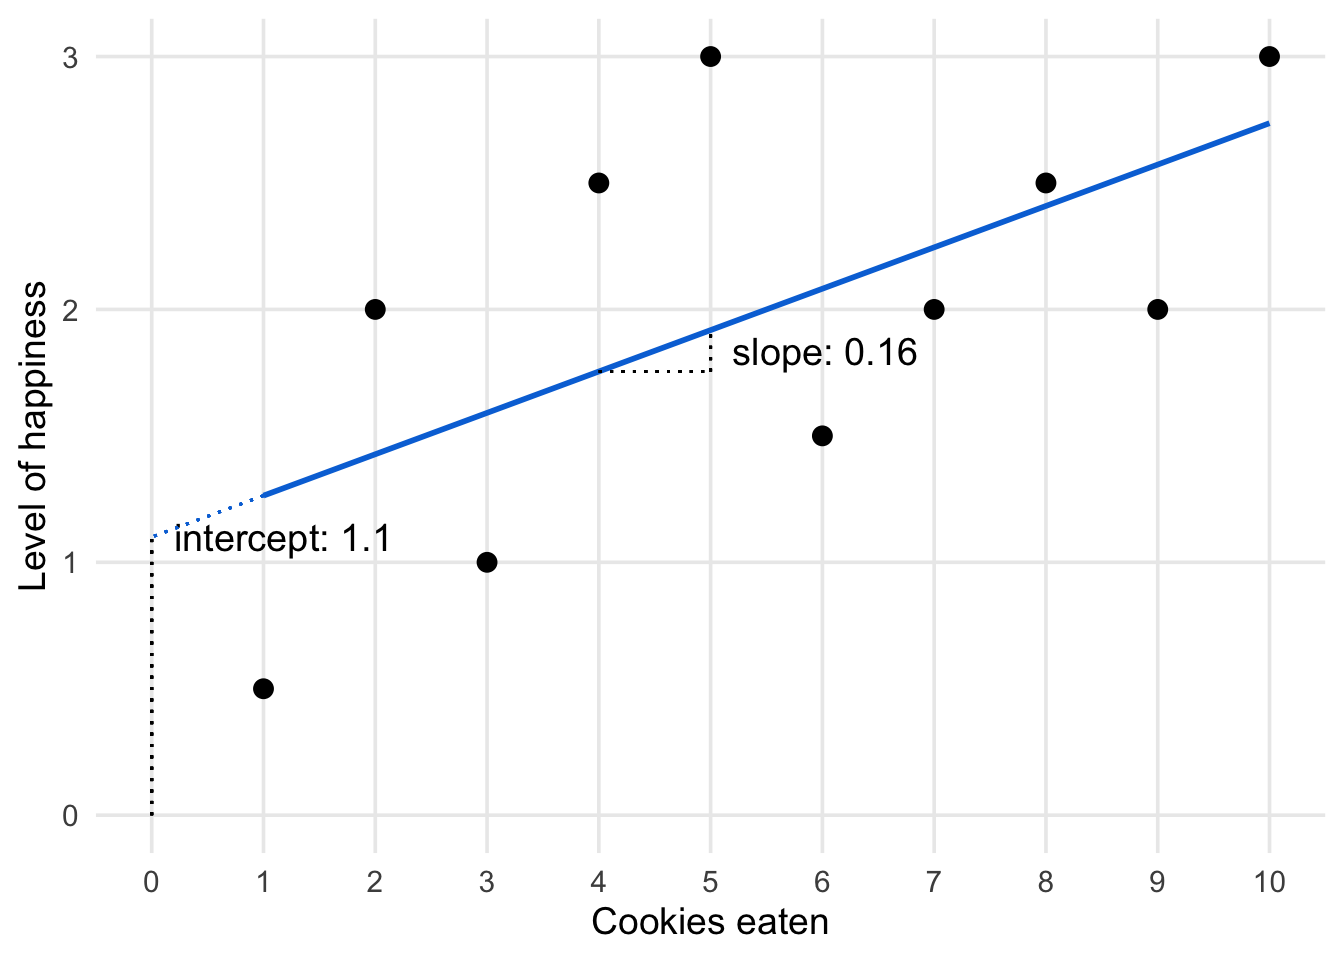 3
2
1
0
Level of happiness
slope: 0.16
intercept: 1.1
0 1 2 3 4 5 6 7 8 9 10
Cookies eaten